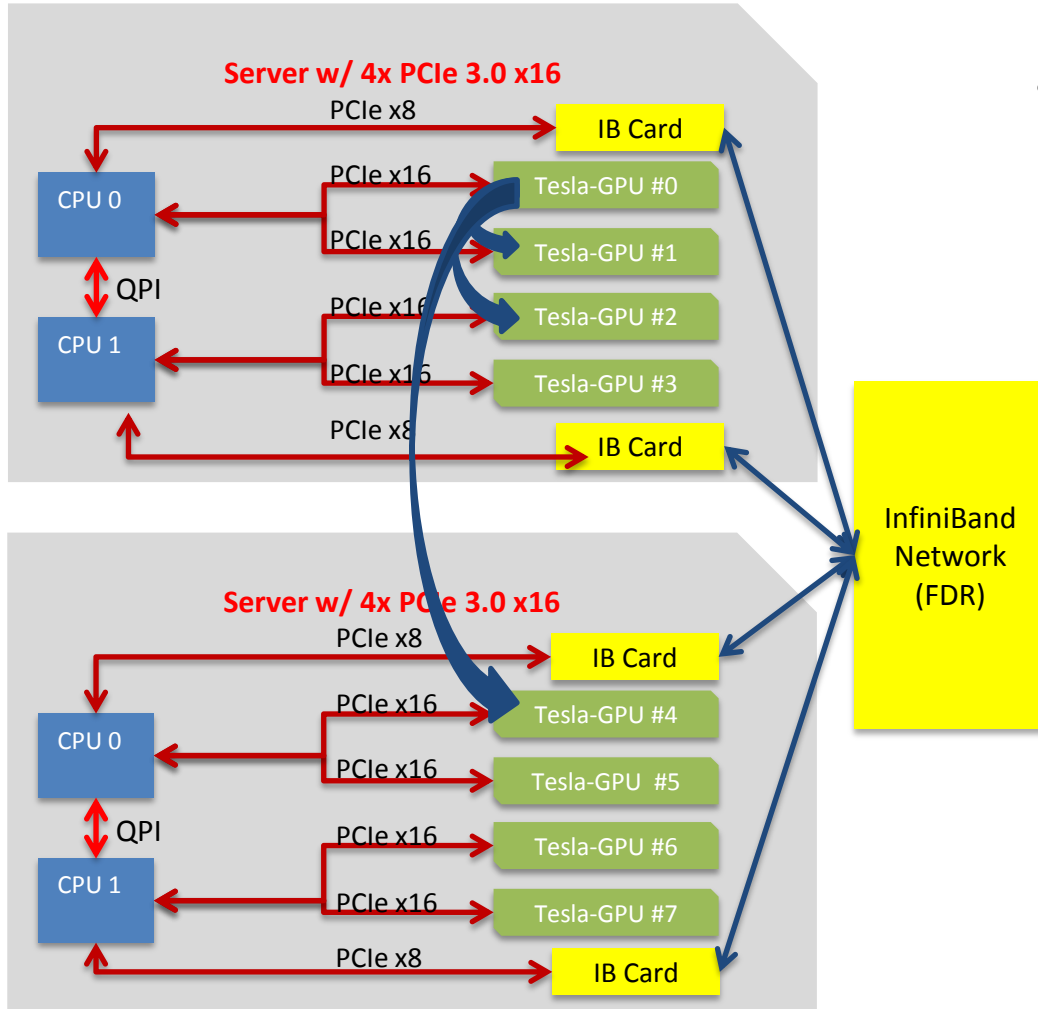 Server w/ 4x PCIe 3.0 x16
PCIe x8
IB Card
CPU 0
PCIe x16
Tesla-GPU #0
PCIe x16
Tesla-GPU #1
QPI
CPU 1
PCIe x16
Tesla-GPU #2
PCIe x16
Tesla-GPU #3
PCIe x8
IB Card
InfiniBand
Network
(FDR)
Server w/ 4x PCIe 3.0 x16
PCIe x8
IB Card
CPU 0
PCIe x16
Tesla-GPU #4
PCIe x16
Tesla-GPU #5
QPI
CPU 1
PCIe x16
Tesla-GPU #6
PCIe x16
Tesla-GPU #7
PCIe x8
IB Card